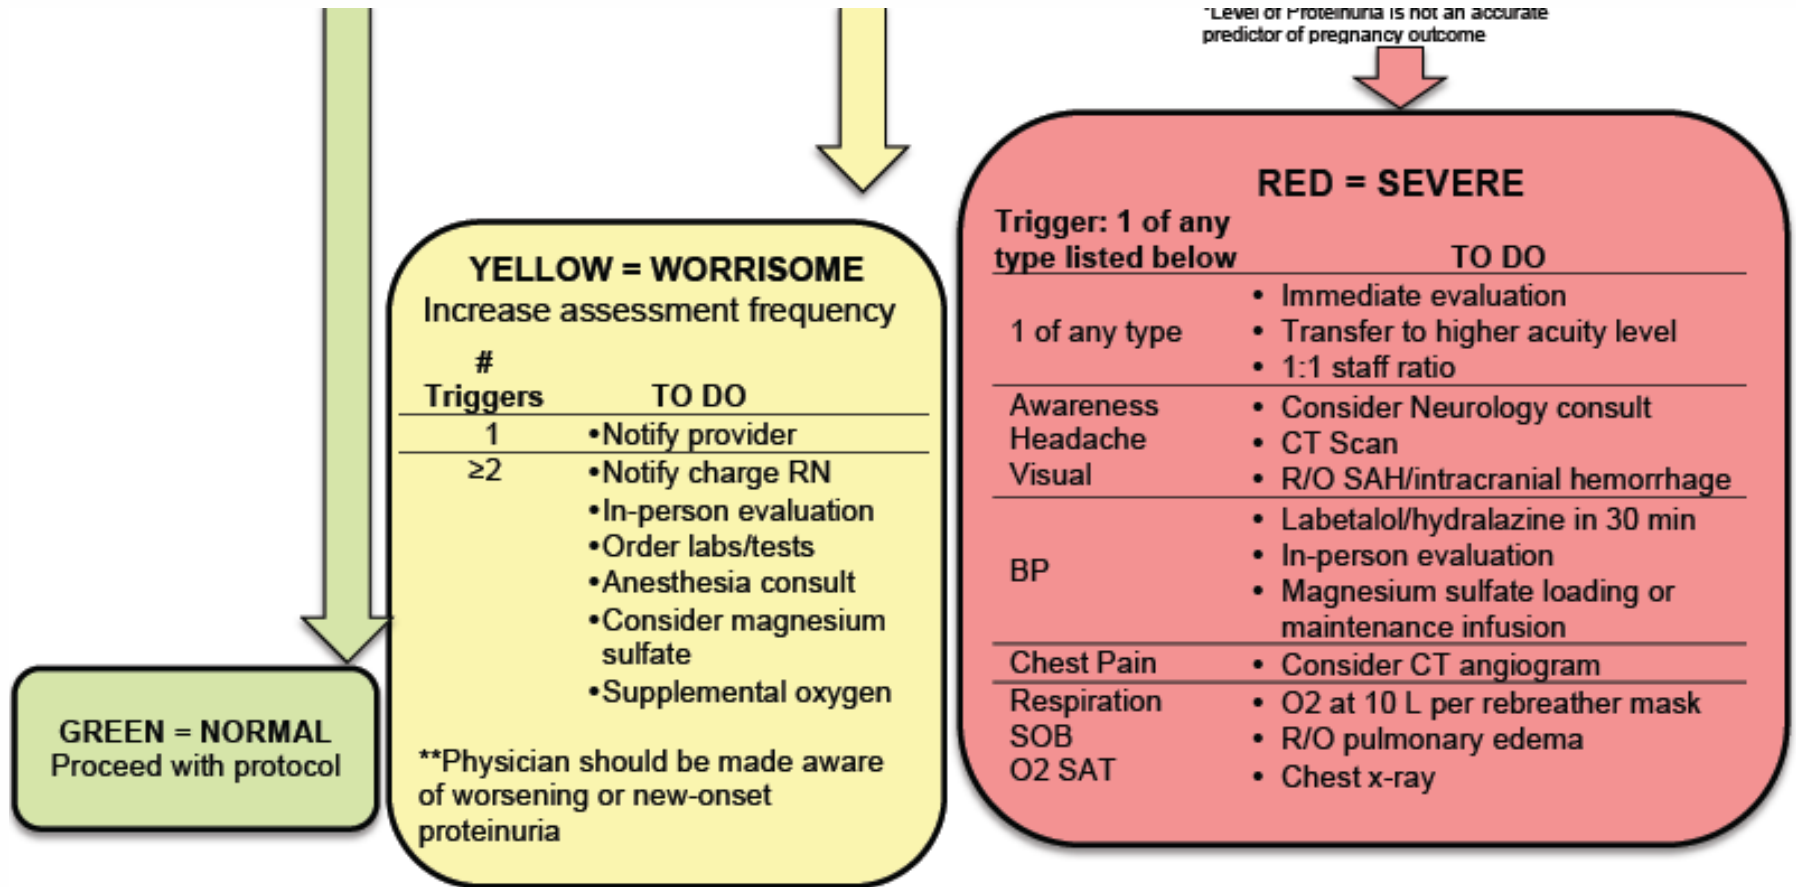 *Level of Proteinuria is not an accurate
predictor of pregnancy outcome
GREEN = NORMAL
Proceed with protocol
YELLOW = WORRISOME
Increase assessment frequency
#
Triggers TO DO
1 •Notify provider
≥2 •Notify charge RN
•In-person evaluation
•Order labs/tests
•Anesthesia consult
•Consider magnesium
sulfate
•Supplemental oxygen
**Physician should be made aware
of worsening or new-onset
proteinuria
RED = SEVERE
Trigger: 1 of any
type listed below TO DO
• Immediate evaluation
1 of any type • Transfer to higher acuity level
• 1:1 staff ratio
Awareness • Consider Neurology consult
Headache • CT Scan
Visual • R/O SAH/intracranial hemorrhage
• Labetalol/hydralazine in 30 min
• In-person evaluation
BP
• Magnesium sulfate loading or
maintenance infusion
Chest Pain • Consider CT angiogram
Respiration • O2 at 10 L per rebreather mask
SOB • R/O pulmonary edema
O2 SAT • Chest x-ray